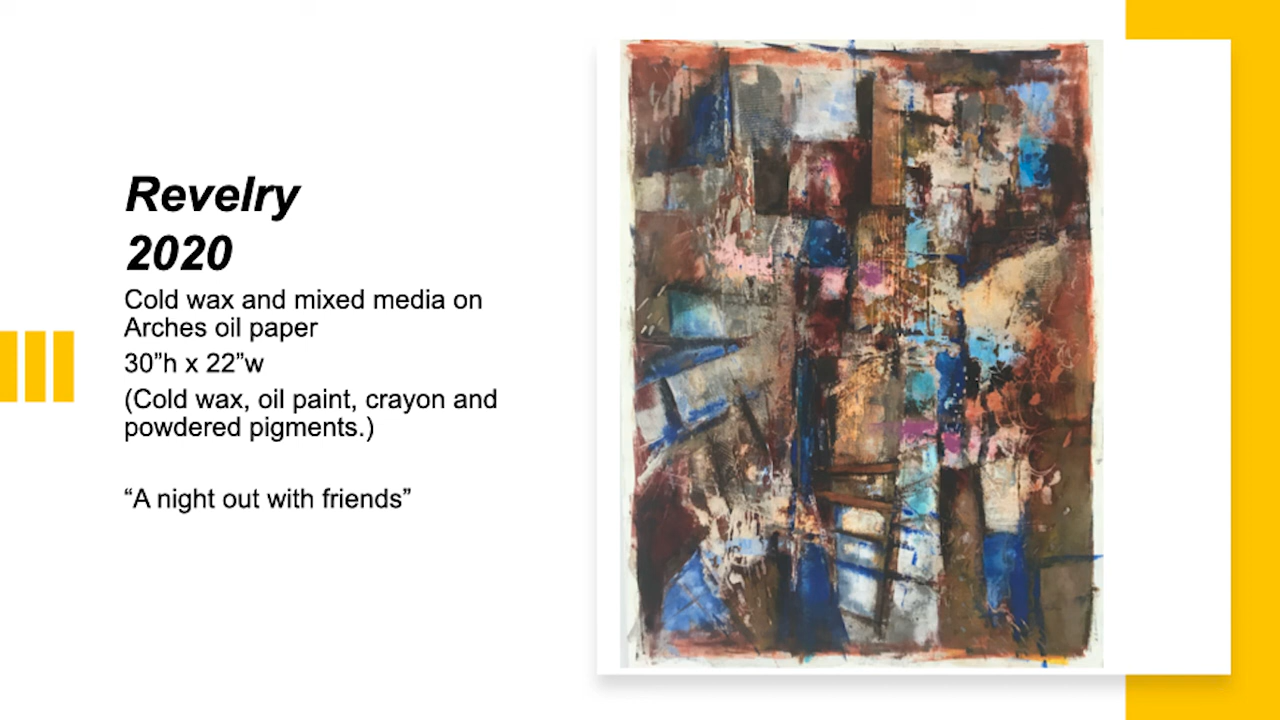 Revelry
2020
Cold wax and mixed media on
Arches oil paper
30”h x 22”w
(Cold wax, oil paint, crayon and
powdered pigments.)
“A night out with friends”